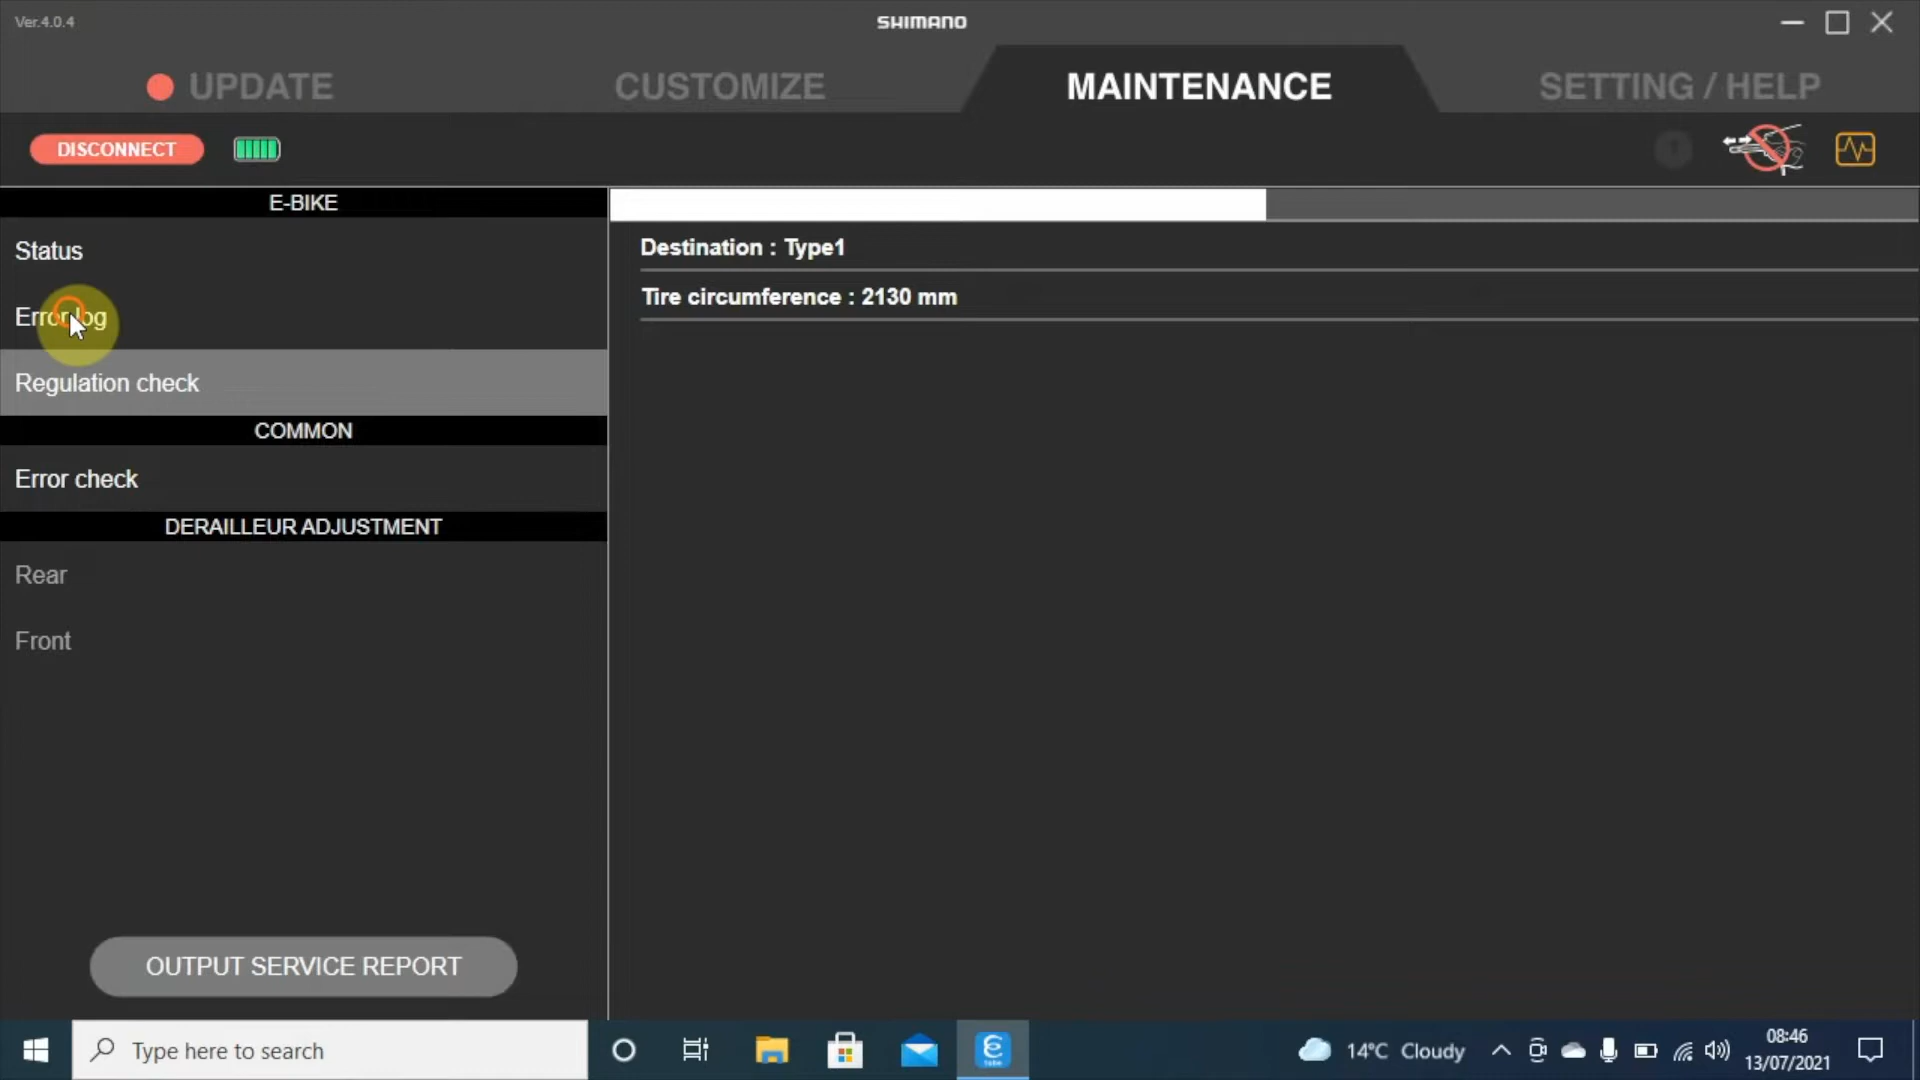 Ver.4.0.4
SHIMANO
UPDATE
CUSTOMIZE
MAINTENANCE
SETTING / HELP
DISCONNECT
E-BIKE
Status
Error log
Regulation check
COMMON
Error check
DERAILLEUR ADJUSTMENT
Rear
Front
OUTPUT SERVICE REPORT
Destination : Type1
Tire circumference : 2130 mm
Type here to search
14°C Cloudy
08:46
13/07/2021